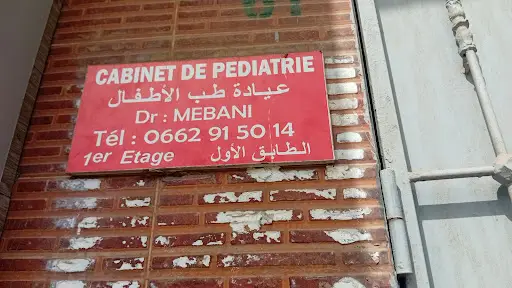 CABINET DE PEDIATRIE
عيادة طب الأطفال
Dr : MEBANI
Tél : 0662 91 50 14
1er Etage الطابق الأول